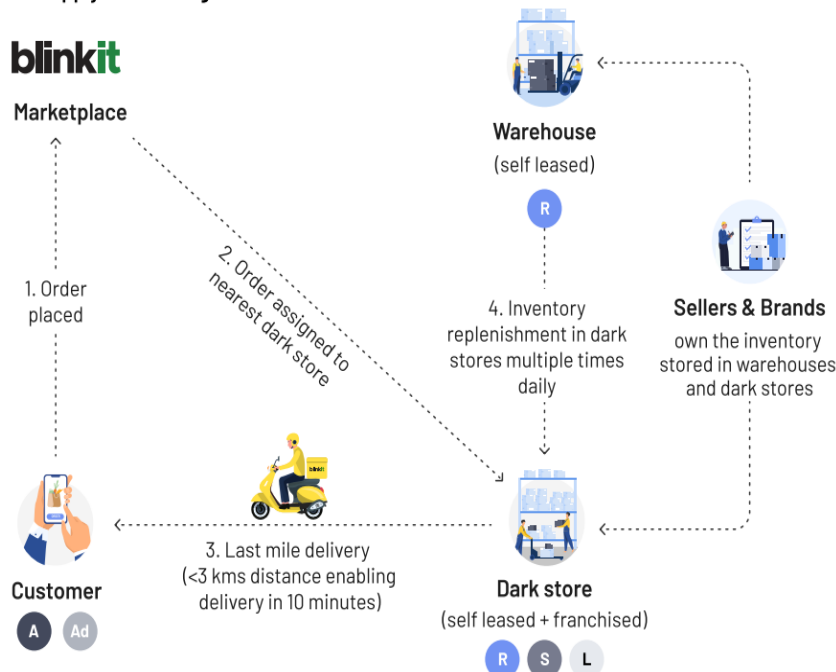 blinkit
Marketplace
1. Order
placed
2. Order assigned to
nearest dark store
Warehouse
(self leased)
R
4. Inventory
replenishment in dark
stores multiple times
daily
Sellers & Brands
own the inventory
stored in warehouses
and dark stores
blinkit
3. Last mile delivery
(<3 kms distance enabling
delivery in 10 minutes)
Customer
A Ad
Dark store
(self leased + franchised)
R S L